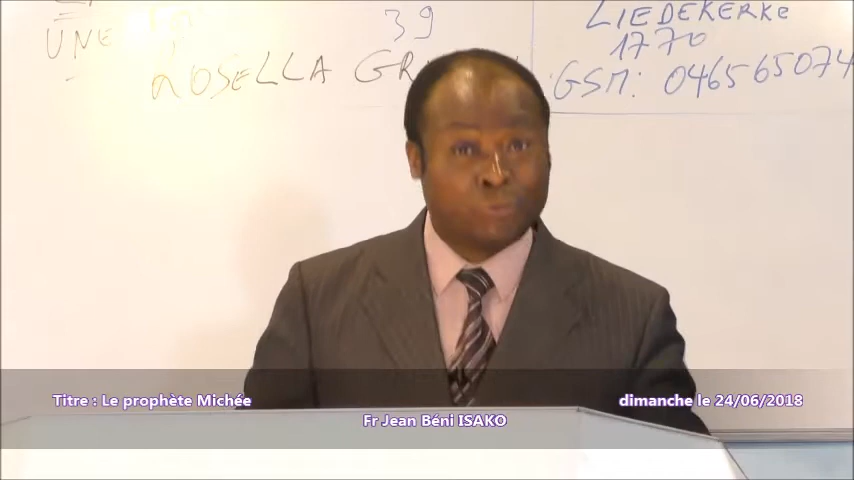 UNE
39
LIEDEKERKE
1770
ROSELLA
GSM: 0465650744
Titre : Le prophète Michée
dimanche le 24/06/2018
Fr Jean Béni ISAKO